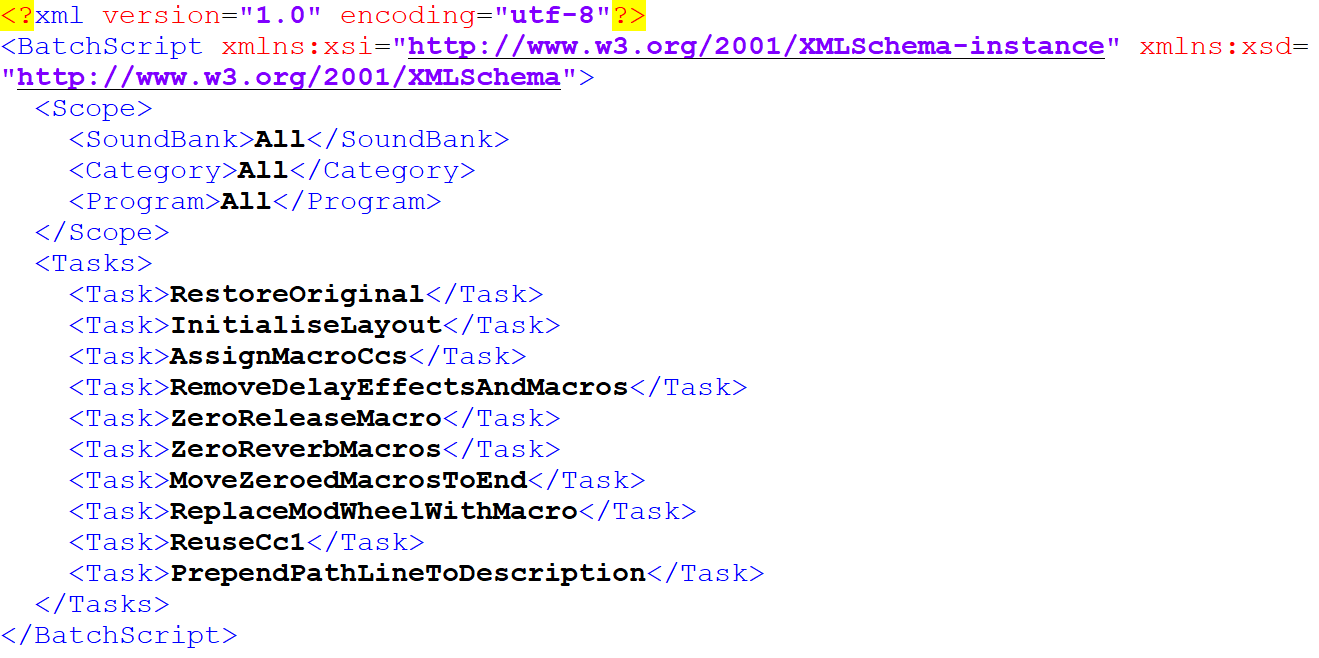 <?xml version="1.0" encoding="utf-8"?>
<BatchScript xmlns:xsi="http://www.w3.org/2001/XMLSchema-instance" xmlns:xsd=
"http://www.w3.org/2001/XMLSchema">
  <Scope>
    <SoundBank>All</SoundBank>
    <Category>All</Category>
    <Program>All</Program>
  </Scope>
  <Tasks>
    <Task>RestoreOriginal</Task>
    <Task>InitialiseLayout</Task>
    <Task>AssignMacroCcs</Task>
    <Task>RemoveDelayEffectsAndMacros</Task>
    <Task>ZeroReleaseMacro</Task>
    <Task>ZeroReverbMacros</Task>
    <Task>MoveZeroedMacrosToEnd</Task>
    <Task>ReplaceModWheelWithMacro</Task>
    <Task>ReuseCc1</Task>
    <Task>PrependPathLineToDescription</Task>
  </Tasks>
</BatchScript>